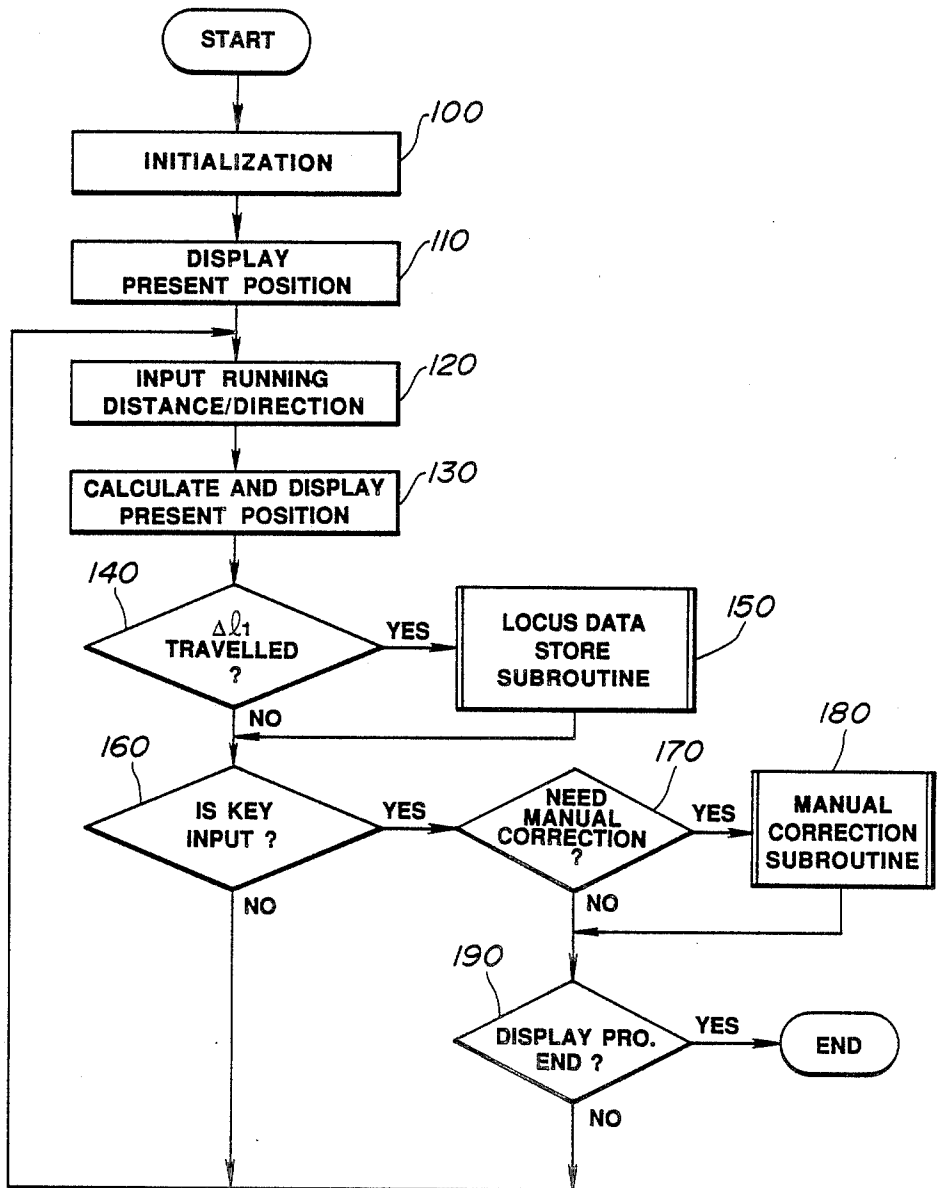 START
100
INITIALIZATION
110
DISPLAY
PRESENT POSITION
120
INPUT RUNNING
DISTANCE/DIRECTION
130
CALCULATE AND DISPLAY
PRESENT POSITION
140
Δℓ1
TRAVELLED
?
YES
NO
150
LOCUS DATA
STORE
SUBROUTINE
160
IS KEY
INPUT ?
YES
NO
170
NEED
MANUAL
CORRECTION
?
YES
NO
180
MANUAL
CORRECTION
SUBROUTINE
190
DISPLAY PRO.
END ?
YES
NO
END